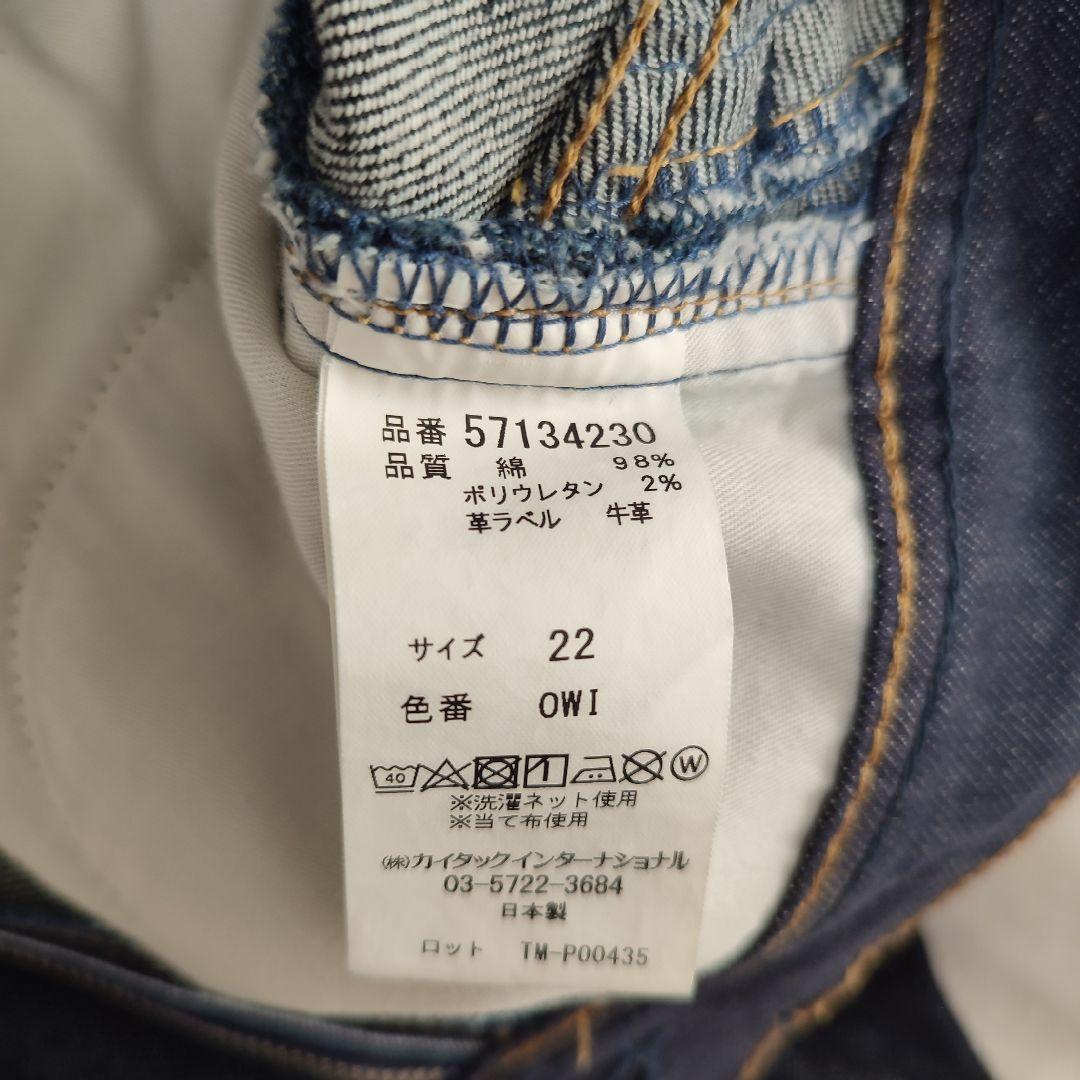 品番 57134230
品質 綿 98%
ポリウレタン 2%
革ラベル 牛革
サイズ 22
色番 OWI
40 W
※洗濯ネット使用
※当て布使用
㈱カイタックインターナショナル
03-5722-3684
日本製
ロット TM-P00435